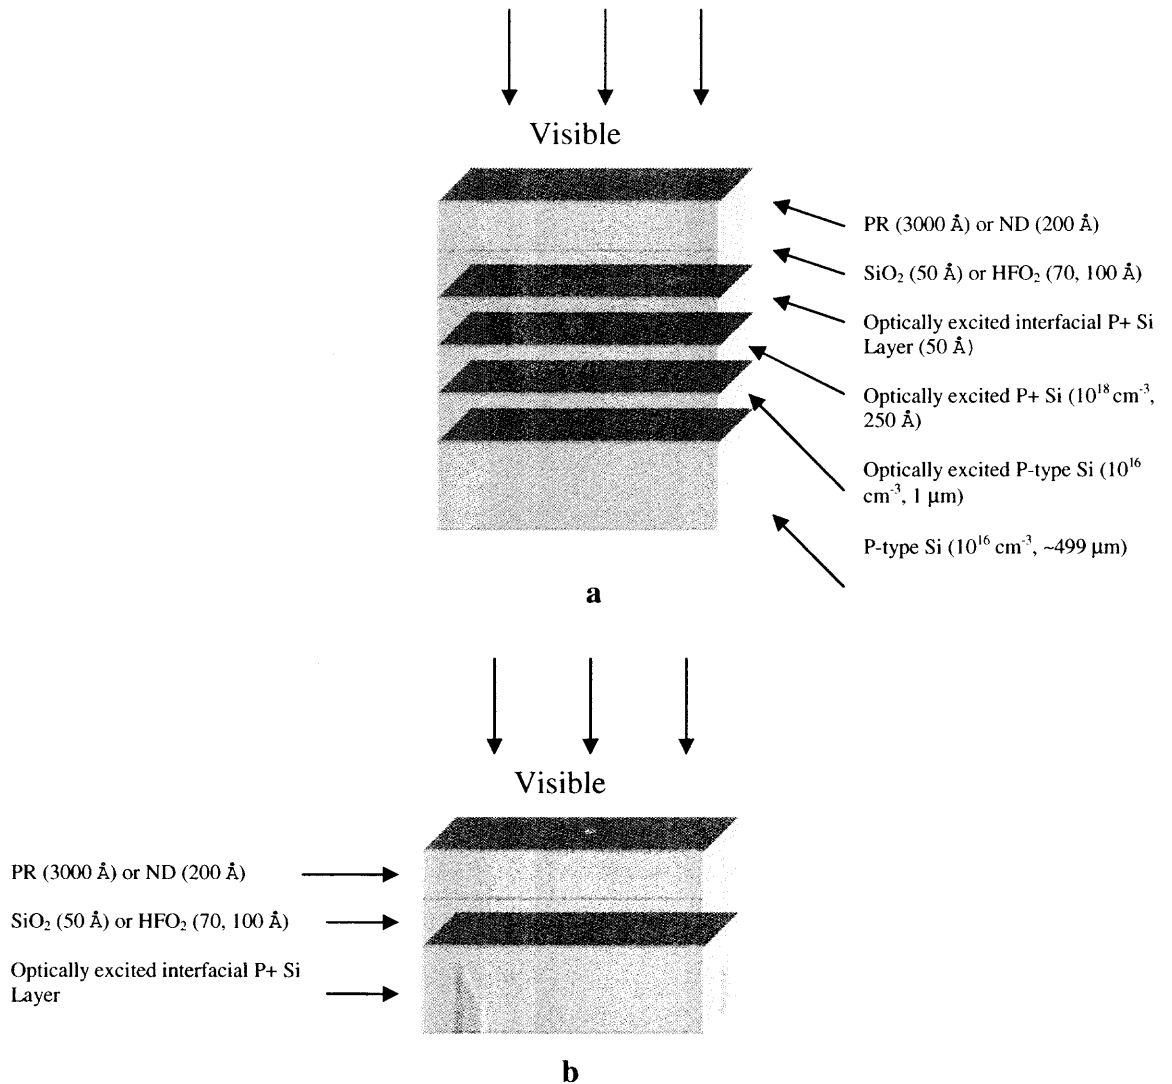 Visible
PR (3000 Å) or ND (200 Å)
SiO₂ (50 Å) or HFO₂ (70, 100 Å)
Optically excited interfacial P+ Si
Layer (50 Å)
Optically excited P+ Si (10¹⁸ cm⁻³,
250 Å)
Optically excited P-type Si (10¹⁶
cm⁻³, 1 µm)
P-type Si (10¹⁶ cm⁻³, ~499 µm)
a
Visible
PR (3000 Å) or ND (200 Å)
SiO₂ (50 Å) or HFO₂ (70, 100 Å)
Optically excited interfacial P+ Si
Layer
b